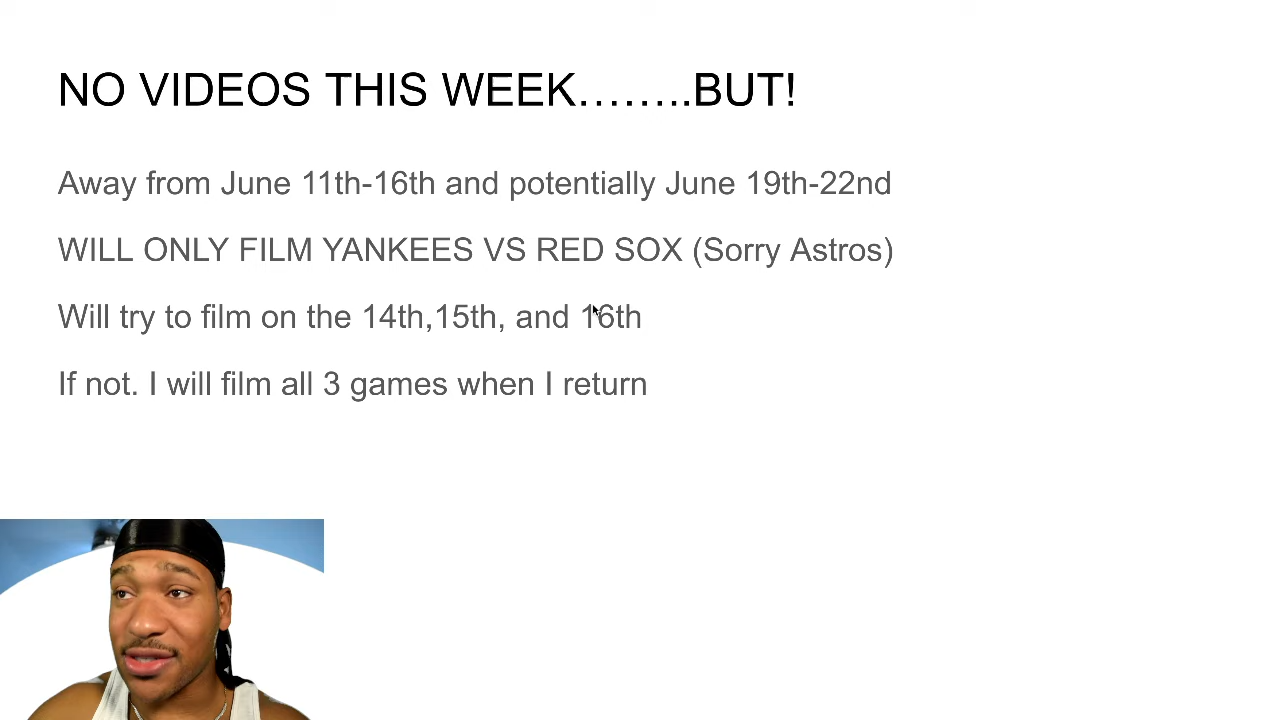 NO VIDEOS THIS WEEK……..BUT!
Away from June 11th-16th and potentially June 19th-22nd
WILL ONLY FILM YANKEES VS RED SOX (Sorry Astros)
Will try to film on the 14th,15th, and 16th
If not. I will film all 3 games when I return